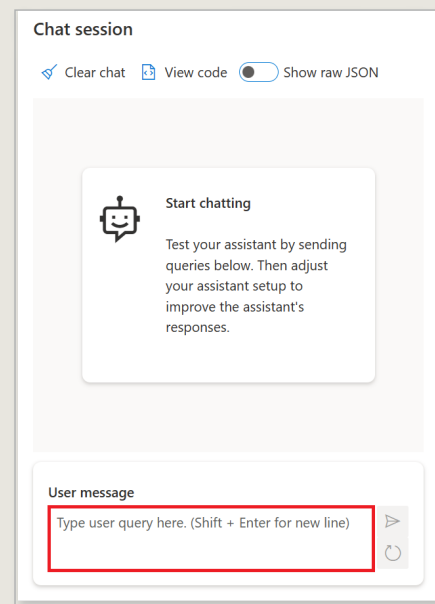 Chat session
Clear chat View code Show raw JSON
Start chatting
Test your assistant by sending
queries below. Then adjust
your assistant setup to
improve the assistant's
responses.
User message
Type user query here. (Shift + Enter for new line)